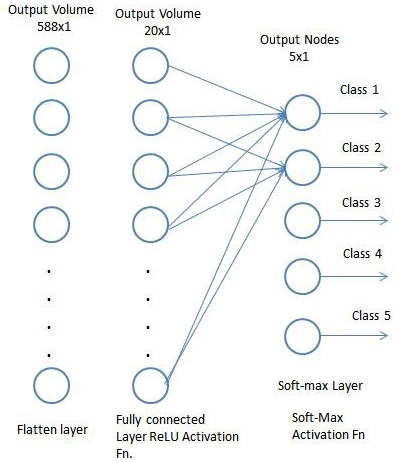 Output Volume
588x1
Output Volume
20x1
Output Nodes
5x1
Class 1
Class 2
Class 3
Class 4
Class 5
Soft-max Layer
Flatten layer
Fully connected
Layer ReLU Activation
Fn.
Soft-Max
Activation Fn